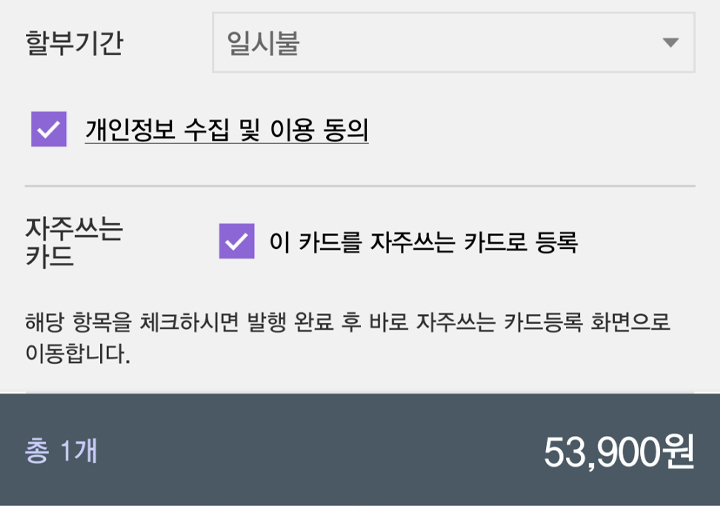 할부기간 일시불
개인정보 수집 및 이용 동의
자주쓰는
카드
이 카드를 자주쓰는 카드로 등록
해당 항목을 체크하시면 발행 완료 후 바로 자주쓰는 카드등록 화면으로
이동합니다.
총 1개 53,900원